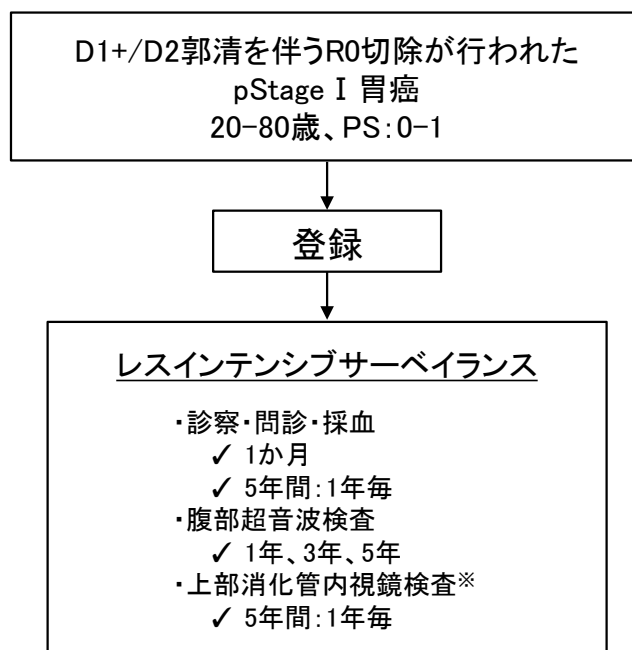 D1+/D2郭清を伴うR0切除が行われた
pStage Ⅰ 胃癌
20-80歳、PS:0-1
登録
レスインテンシブサーベイランス
・診察・問診・採血
✓ 1か月
✓ 5年間:1年毎
・腹部超音波検査
✓ 1年、3年、5年
・上部消化管内視鏡検査※
✓ 5年間:1年毎